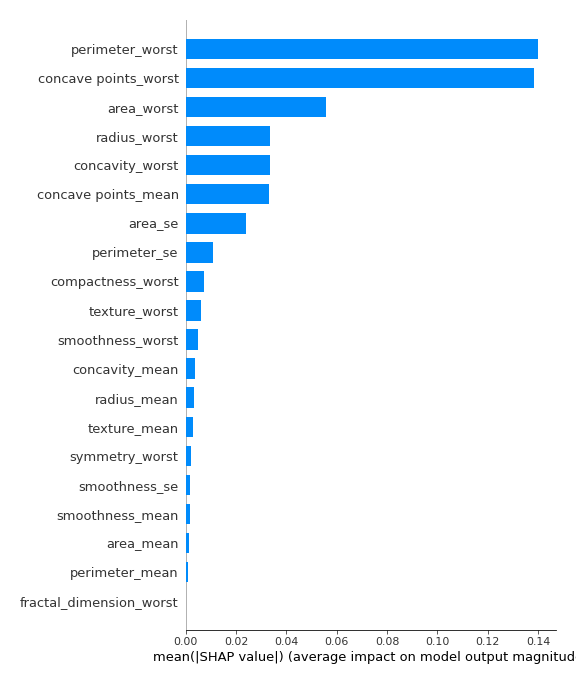 perimeter_worst
concave points_worst
area_worst
radius_worst
concavity_worst
concave points_mean
area_se
perimeter_se
compactness_worst
texture_worst
smoothness_worst
concavity_mean
radius_mean
texture_mean
symmetry_worst
smoothness_se
smoothness_mean
area_mean
perimeter_mean
fractal_dimension_worst
0.00 0.02 0.04 0.06 0.08 0.10 0.12 0.14
mean(|SHAP value|) (average impact on model output magnitud